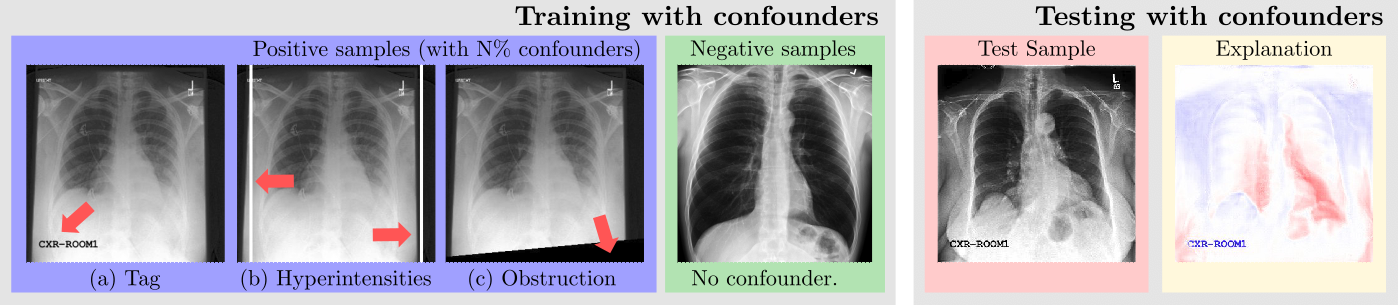 Training with confounders
Positive samples (with N% confounders)
CXR-ROOM1
L
(a) Tag
L
(b) Hyperintensities
L
(c) Obstruction
Negative samples
No confounder.
Testing with confounders
Test Sample
L
CXR-ROOM1
Explanation
CXR-ROOM1